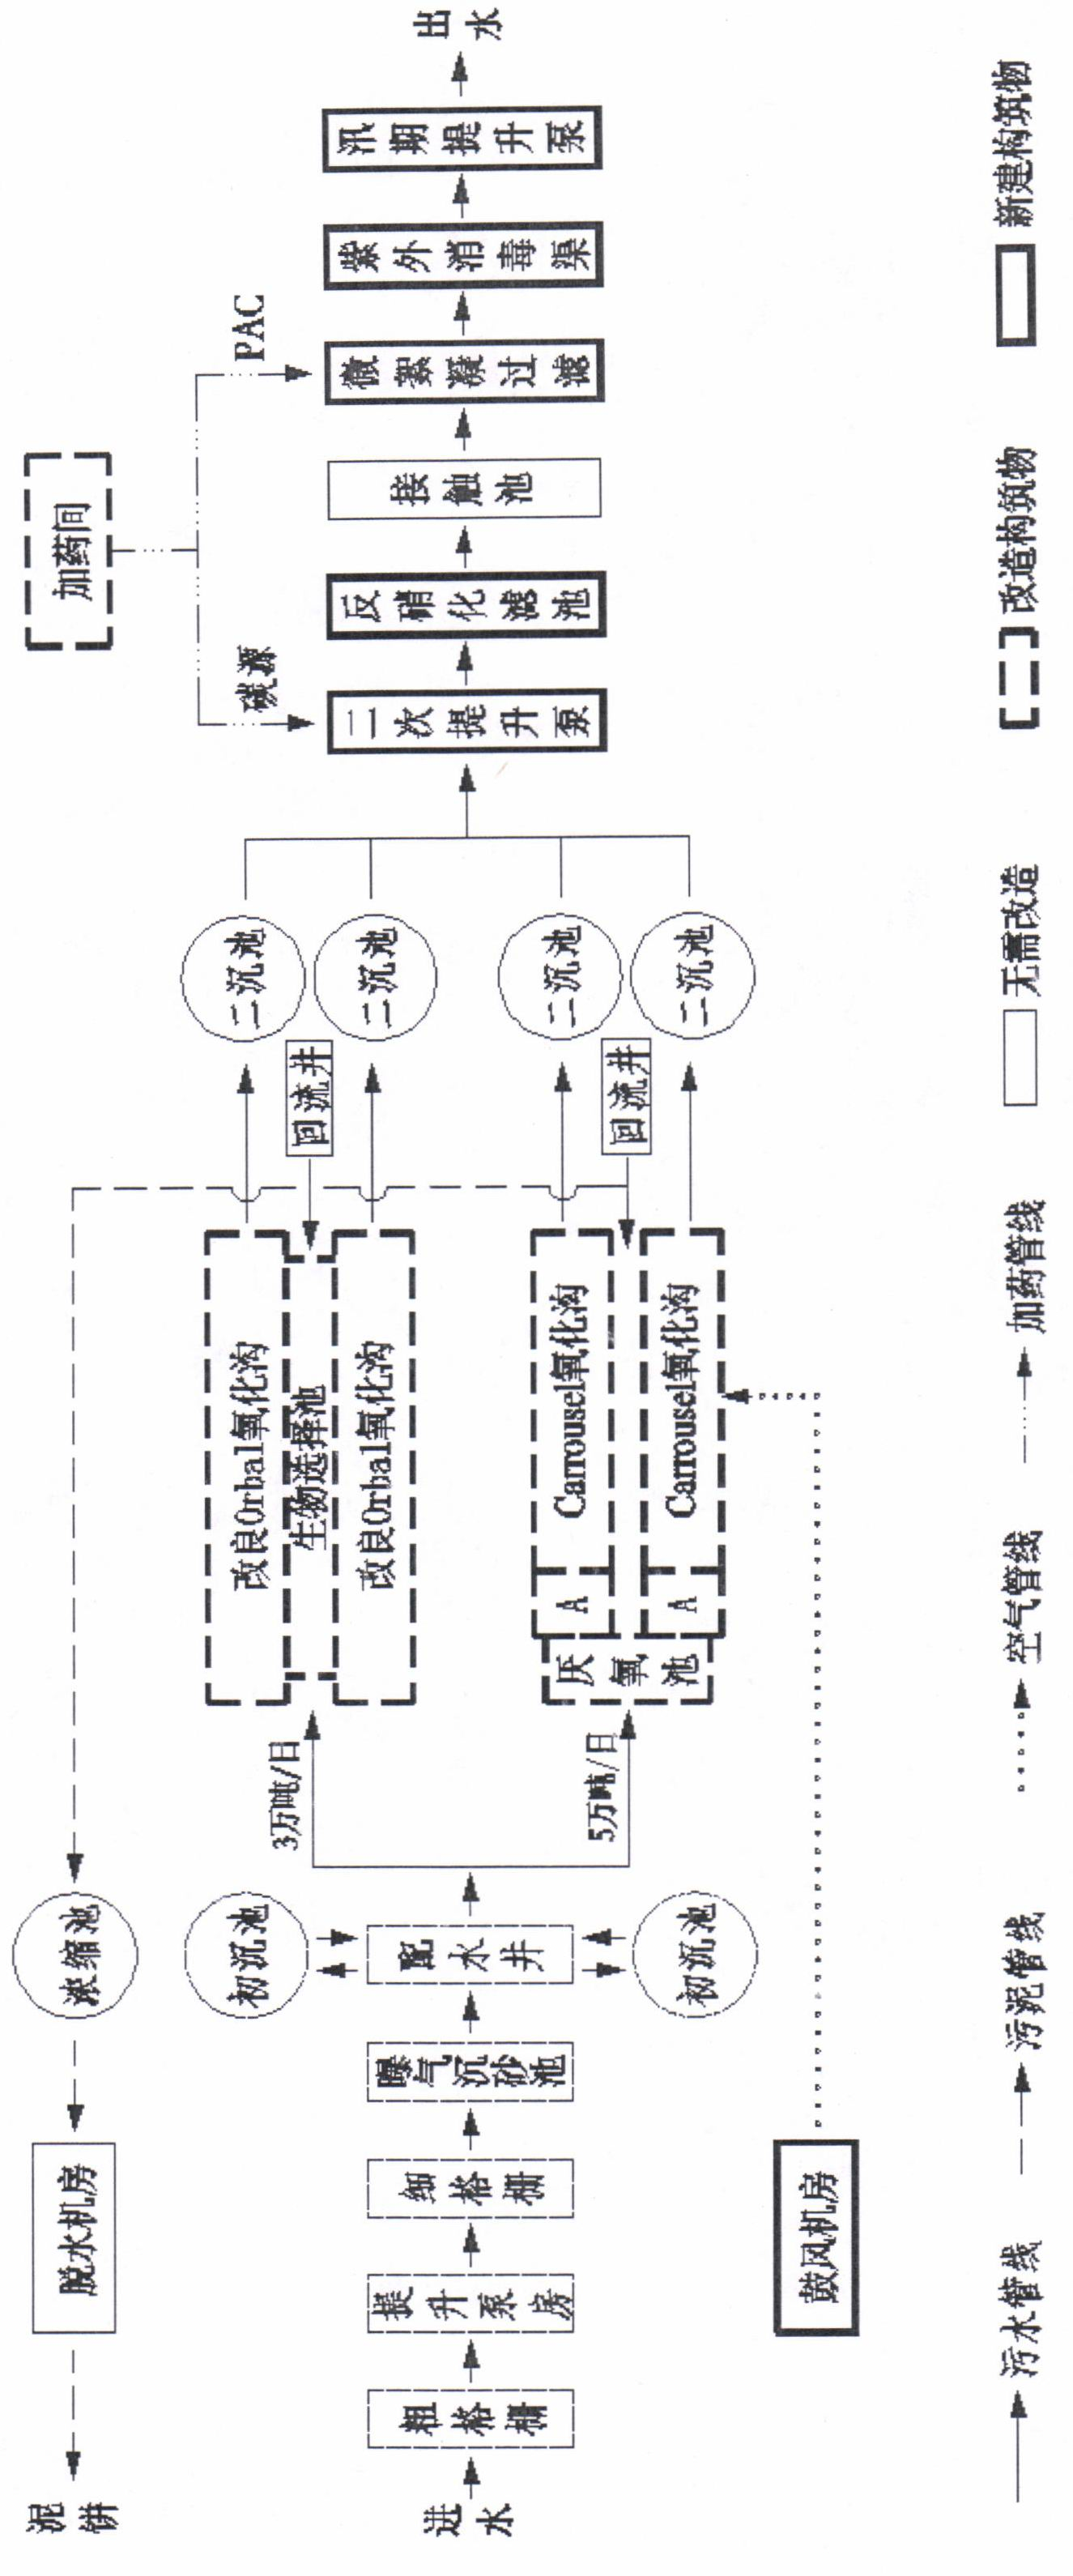 加药间
碳源
PAC
泥饼
脱水机房
浓缩池
3万吨/日
5万吨/日
初沉池
初沉池
改良Orbal氧化沟
生物选择池
改良Orbal氧化沟
厌氧池
A
Carrousel氧化沟
A
Carrousel氧化沟
回流井
回流井
二沉池
二沉池
二沉池
二沉池
进水
粗格栅
提升泵房
细格栅
曝气沉砂池
配水井
二次提升泵
反硝化滤池
接触池
微絮凝过滤
紫外消毒渠
汛期提升泵
出水
鼓风机房
污水管线
污泥管线
空气管线
加药管线
无需改造
改造构筑物
新建构筑物